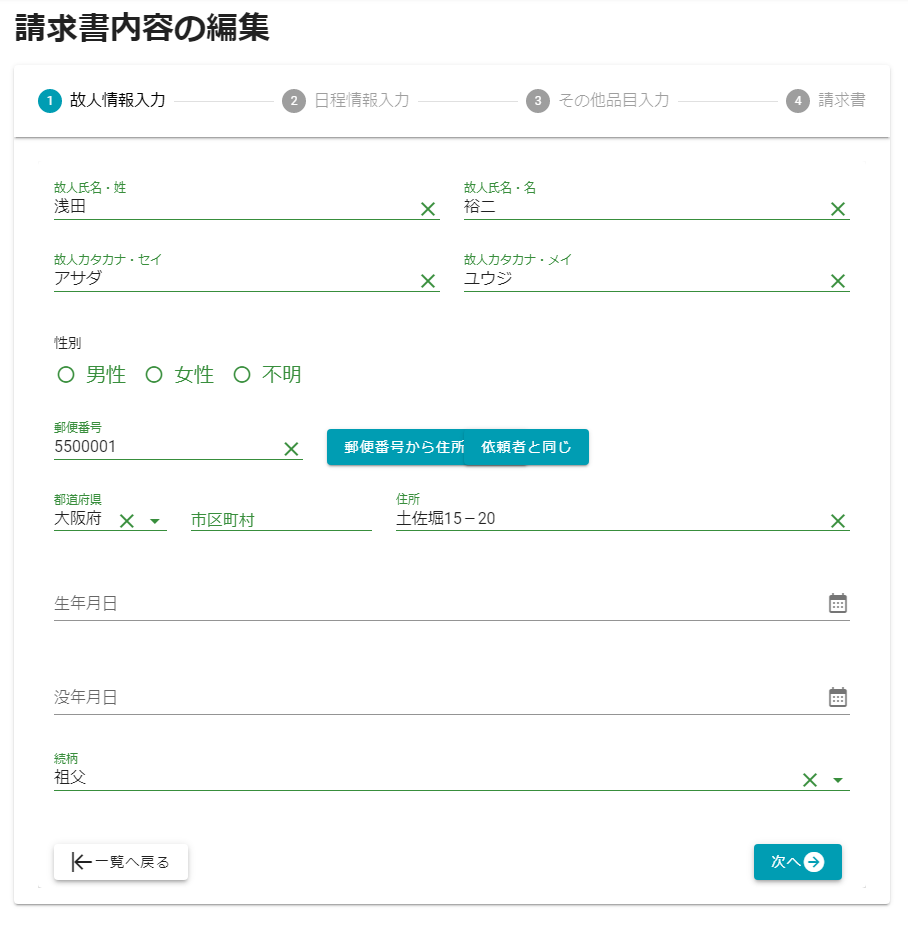 請求書内容の編集
1 故人情報入力 2 日程情報入力 3 その他品目入力 4 請求書
故人氏名・姓 故人氏名・名
浅田 裕二
故人カタカナ・セイ 故人カタカナ・メイ
アサダ ユウジ
性別
男性 女性 不明
郵便番号
5500001 郵便番号から住所 依頼者と同じ
都道府県 住所
大阪府 市区町村 土佐堀15－20
生年月日
没年月日
続柄
祖父
一覧へ戻る 次へ